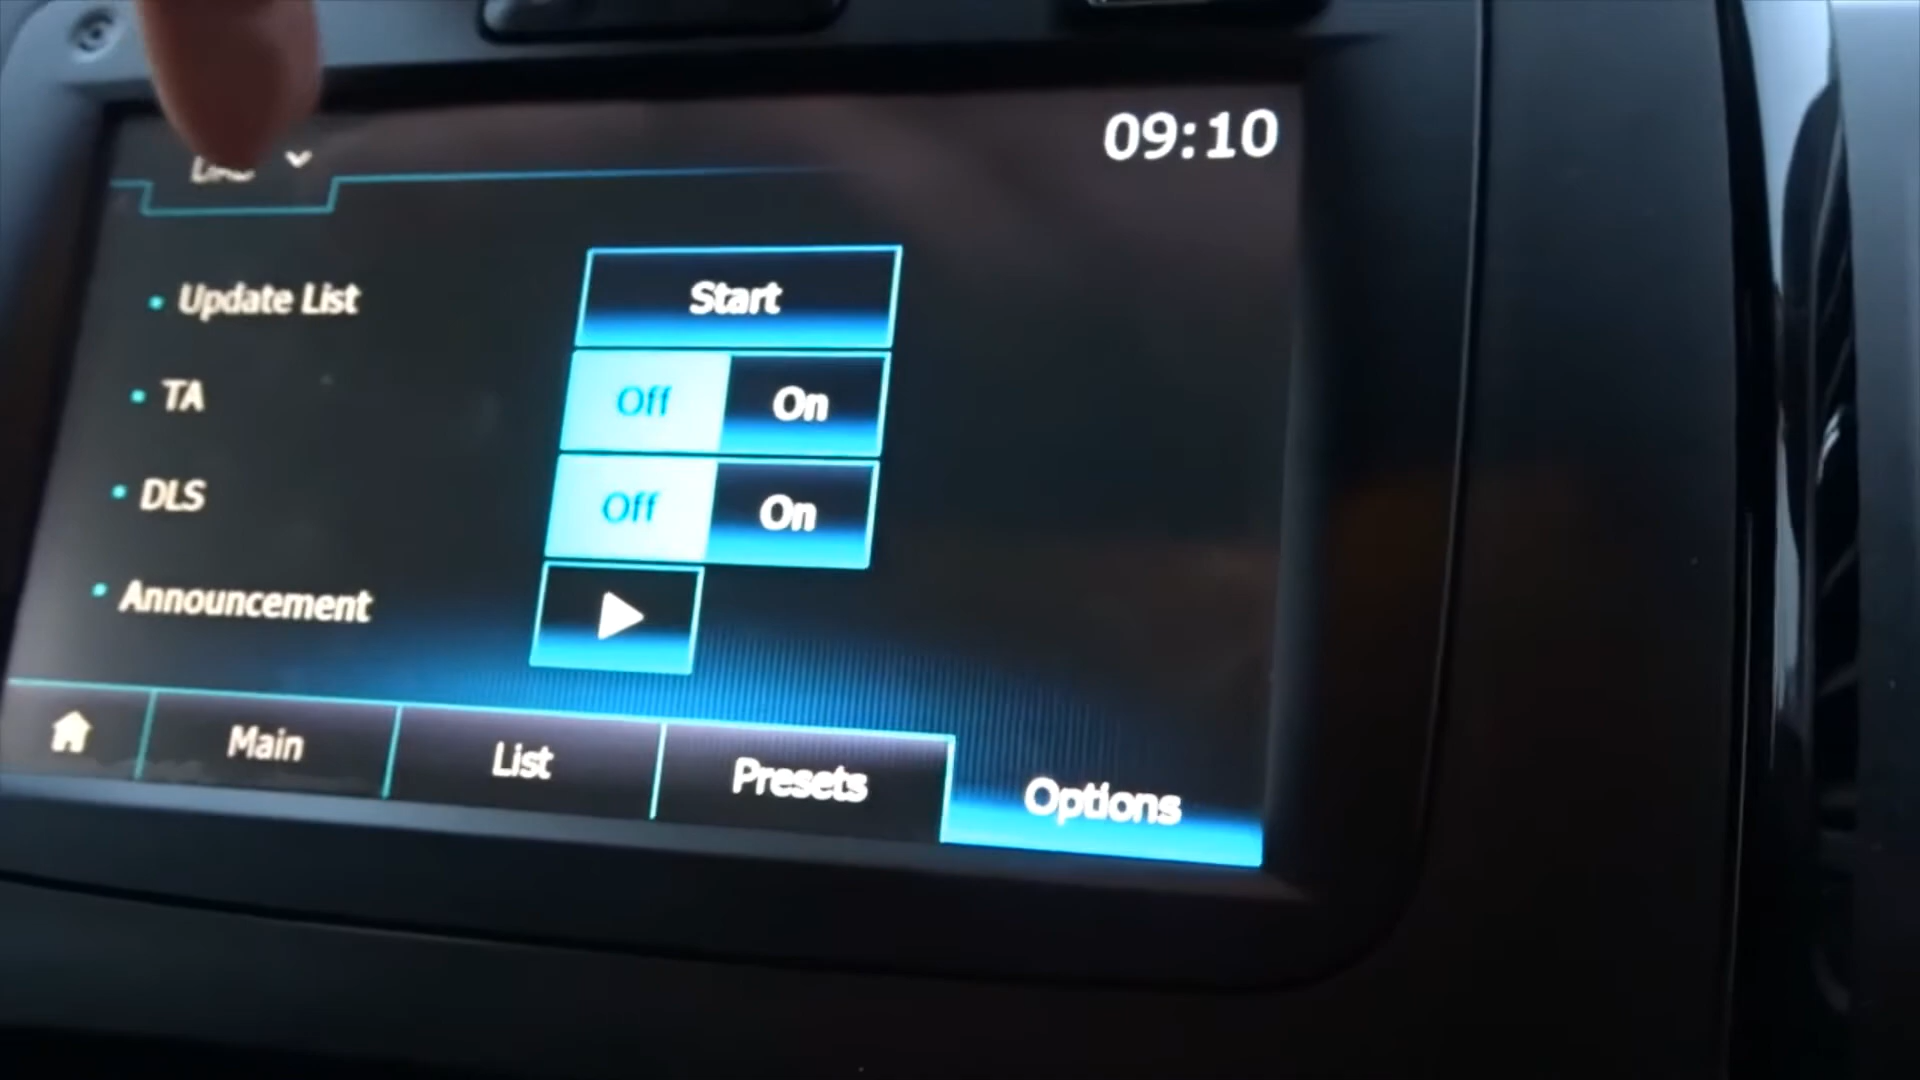 09:10
Update List Start
TA Off On
DLS Off On
Announcement
Main List Presets Options